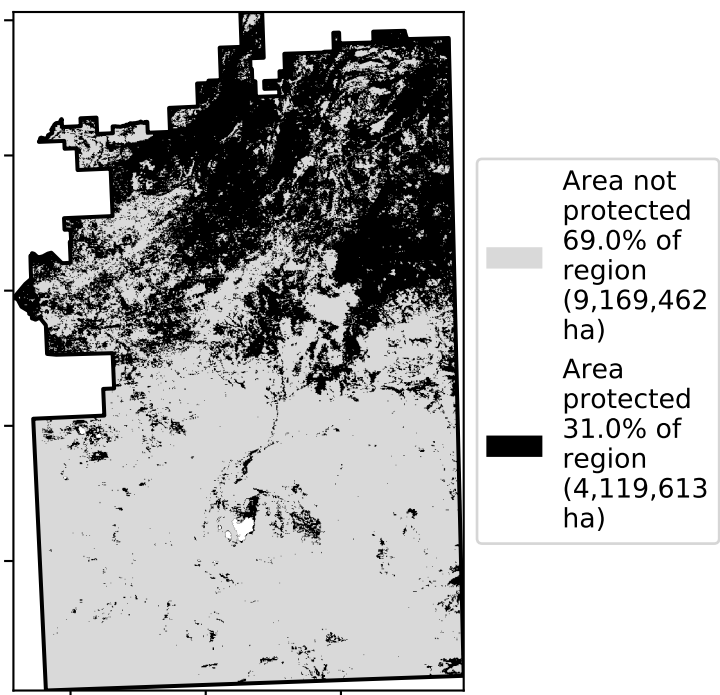 Area not
protected
69.0% of
region
(9,169,462
ha)
Area
protected
31.0% of
region
(4,119,613
ha)